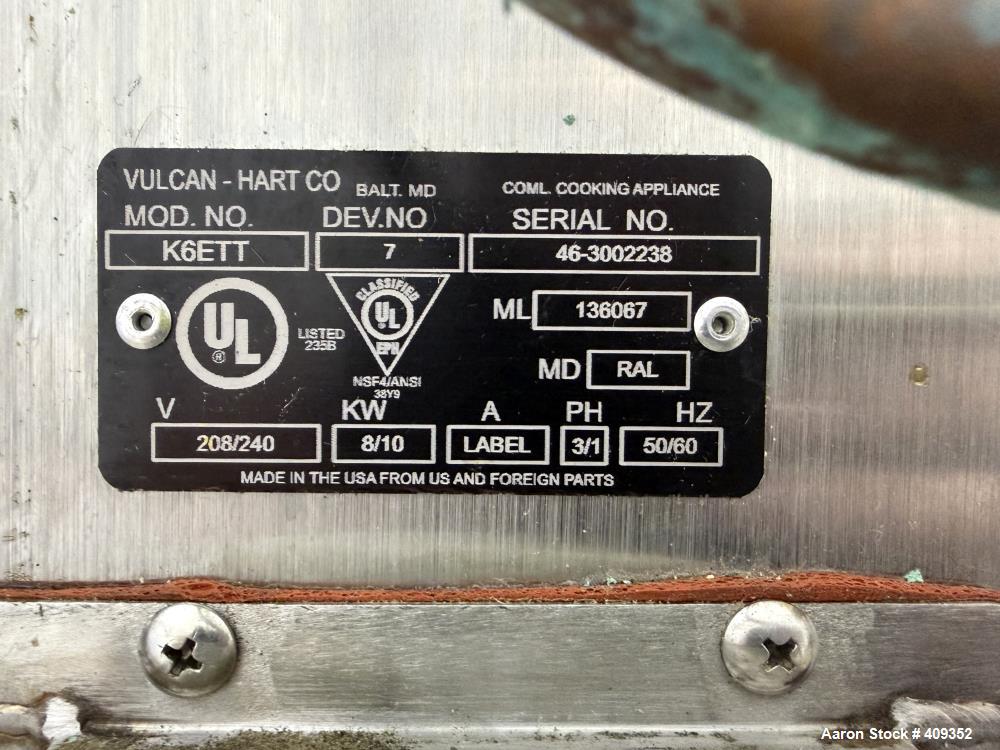 VULCAN - HART CO BALT. MD COML. COOKING APPLIANCE
MOD. NO. DEV.NO SERIAL NO.
K6ETT 7 46-3002238
CLASSIFIED
UL
EPH
UL
®
LISTED
235B
ML 136067
NSF4/ANSI
38Y9
MD RAL
V KW A PH HZ
208/240 8/10 LABEL 3/1 50/60
MADE IN THE USA FROM US AND FOREIGN PARTS
Aaron Stock # 409352